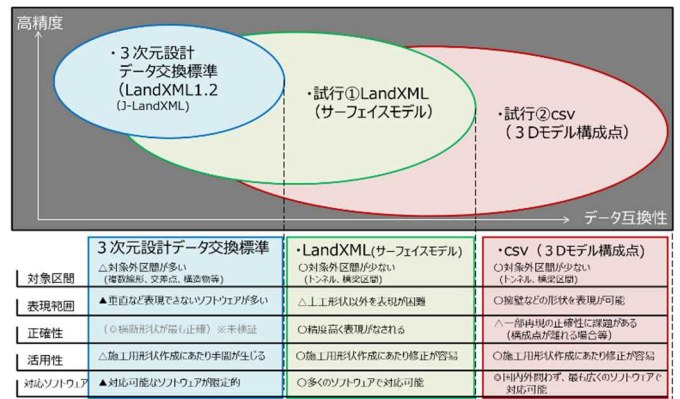 高精度
・３次元設計
データ交換標準
(LandXML1.2
(J-LandXML)
・試行①LandXML
(サーフェイスモデル)
・試行②csv
(３Dモデル構成点)
データ互換性
３次元設計データ交換標準
・LandXML(サーフェイスモデル)
・csv(３Dモデル構成点)
対象区間
△対象外区間が多い
(複数線形、交差点、構造物等)
〇対象外区間が少ない
(トンネル、橋梁区間)
〇対象外区間が少ない
(トンネル、橋梁区間)
表現範囲
▲垂直など表現できないソフトウェアが多い
△土工形状以外を表現が困難
〇擁壁などの形状を表現が可能
正確性
(◎横断形状が最も正確)※未検証
〇精度高く表現がなされる
△一部再現の正確性に課題がある
(構成点が離れる場合等)
活用性
△施工用形状作成にあたり手間が生じる
〇施工用形状作成にあたり修正が容易
〇施工用形状作成にあたり修正が容易
対応ソフトウェア
▲対応可能なソフトウェアが限定的
〇多くのソフトウェアで対応可能
◎国内外問わず、最も広くのソフトウェアで
対応可能